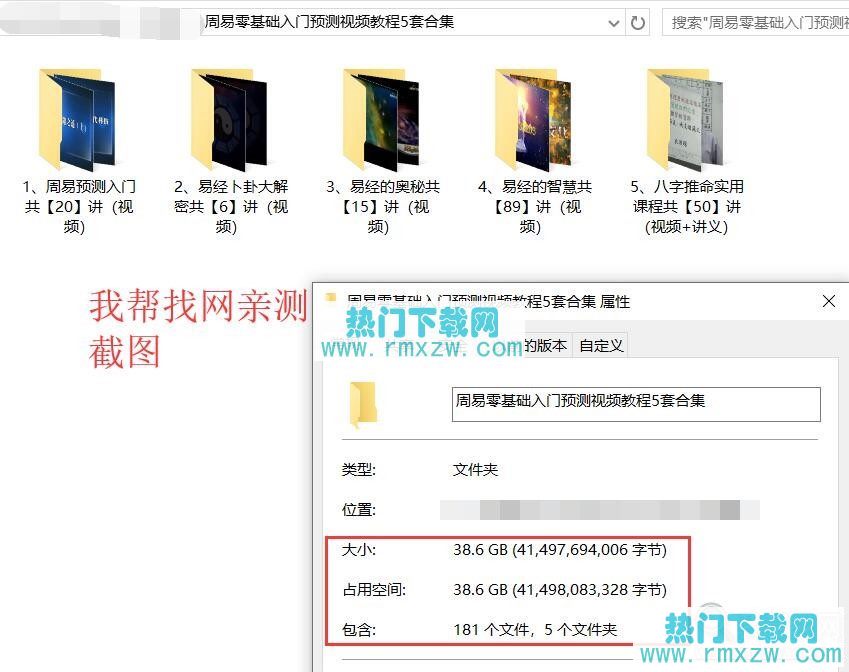 周易零基础入门预测视频教程5套合集
搜索"周易零基础入门预测视
1、周易预测入门
共【20】讲（视
频）
2、易经卜卦大解
密共【6】讲（视
频）
3、易经的奥秘共
【15】讲（视
频）
4、易经的智慧共
【89】讲（视
频）
5、八字推命实用
课程共【50】讲
(视频+讲义)
我帮找网亲测
截图
周易零基础入门预测视频教程5套合集 属性
热门下载网
www.rmxzw.com
的版本
自定义
周易零基础入门预测视频教程5套合集
类型:
文件夹
位置:
大小:
38.6 GB (41,497,694,006 字节)
占用空间:
38.6 GB (41,498,083,328 字节)
包含:
181 个文件，5 个文件夹
热门下载网
www.rmxzw.com